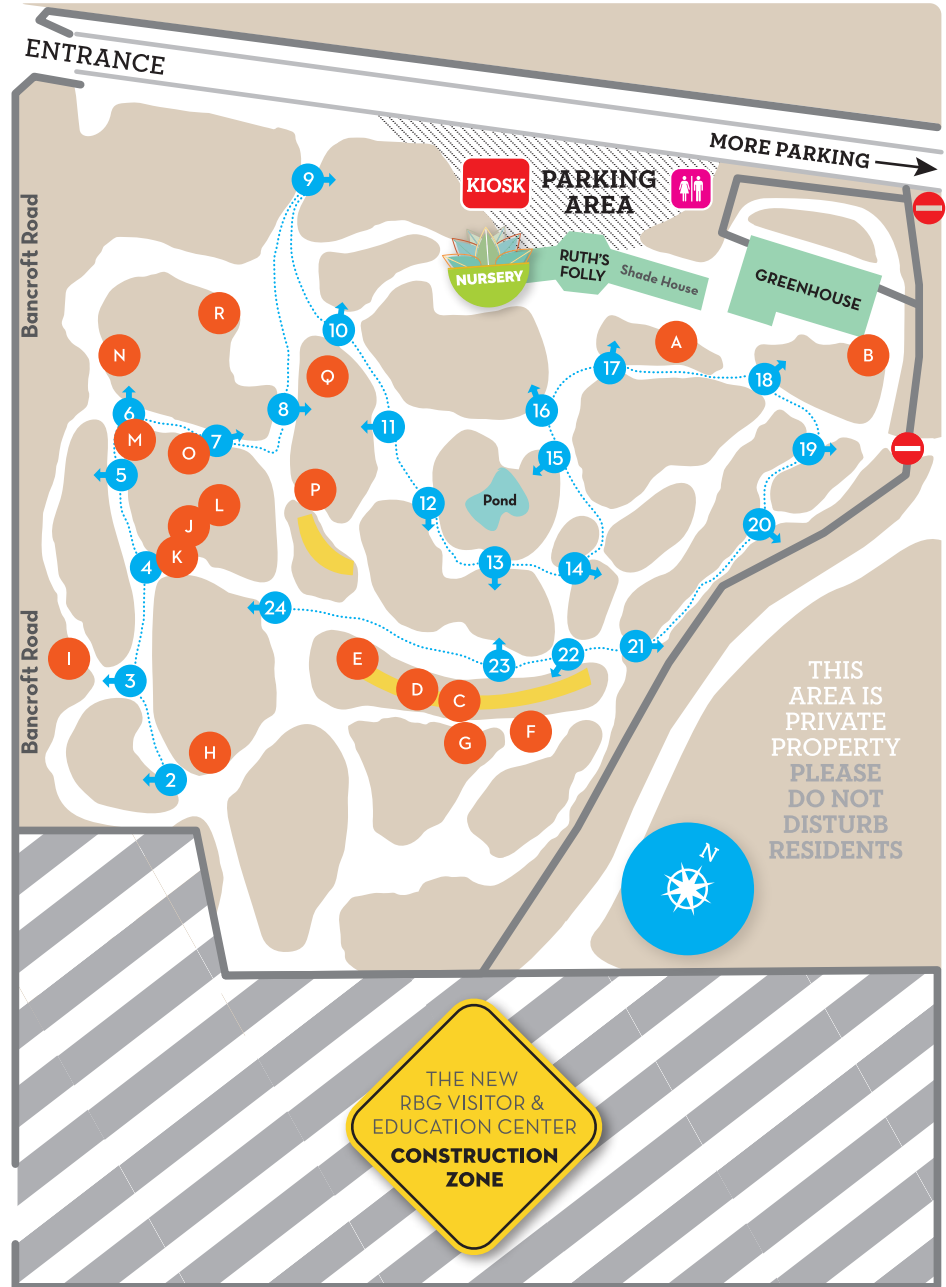 ENTRANCE
MORE PARKING
KIOSK
PARKING
AREA
NURSERY
RUTH'S
FOLLY
Shade House
GREENHOUSE
Bancroft Road
Bancroft Road
Bancroft Road
9
R
10
N
A
B
17
Q
18
6
8
16
M
O
7
11
19
5
15
P
L
12
Pond
J
20
K
4
13
14
24
I
E
23
22
21
3
D
C
H
G
F
2
THIS
AREA IS
PRIVATE
PROPERTY
PLEASE
DO NOT
DISTURB
RESIDENTS
N
THE NEW
RBG VISITOR &
EDUCATION CENTER
CONSTRUCTION
ZONE